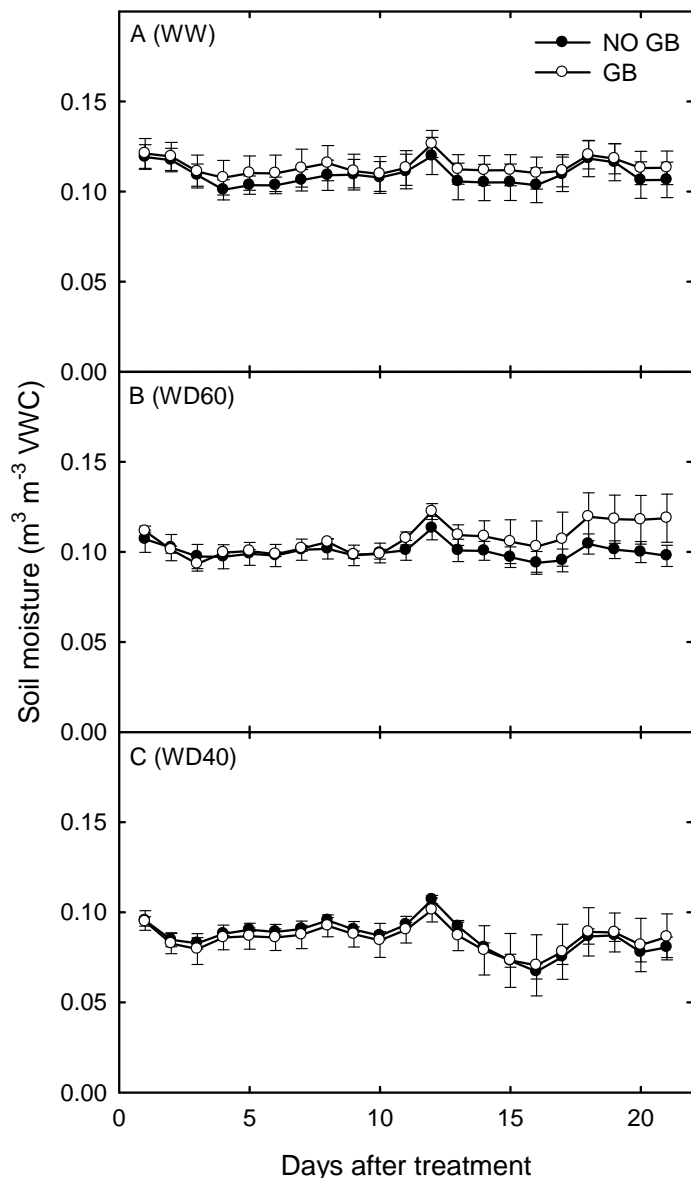 A (WW)
NO GB
GB
0.15
0.10
0.05
0.00
B (WD60)
0.15
0.10
0.05
0.00
C (WD40)
0.15
0.10
0.05
0.00
0 5 10 15 20
Soil moisture (m³ m⁻³ VWC)
Days after treatment